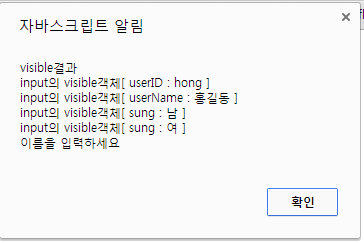 자바스크립트 알림
visible결과
input의 visible객체[ userID : hong ]
input의 visible객체[ userName : 홍길동 ]
input의 visible객체[ sung : 남 ]
input의 visible객체[ sung : 여 ]
이름을 입력하세요
확인